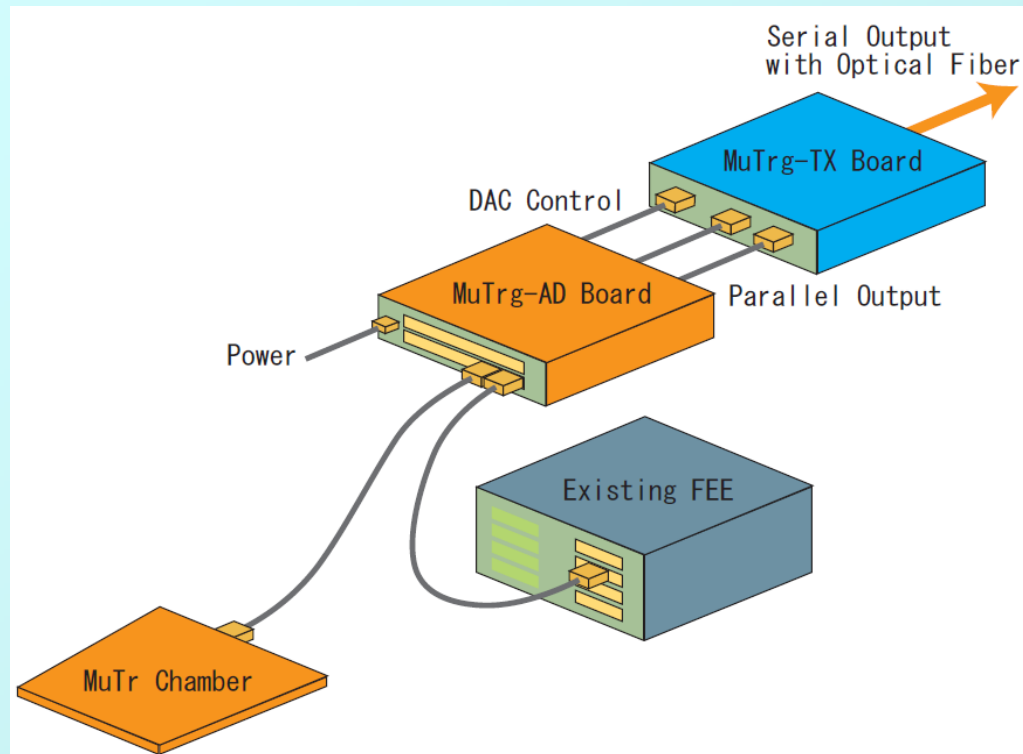 Serial Output
with Optical Fiber
MuTrg-TX Board
DAC Control
MuTrg-AD Board
Parallel Output
Power
Existing FEE
MuTr Chamber